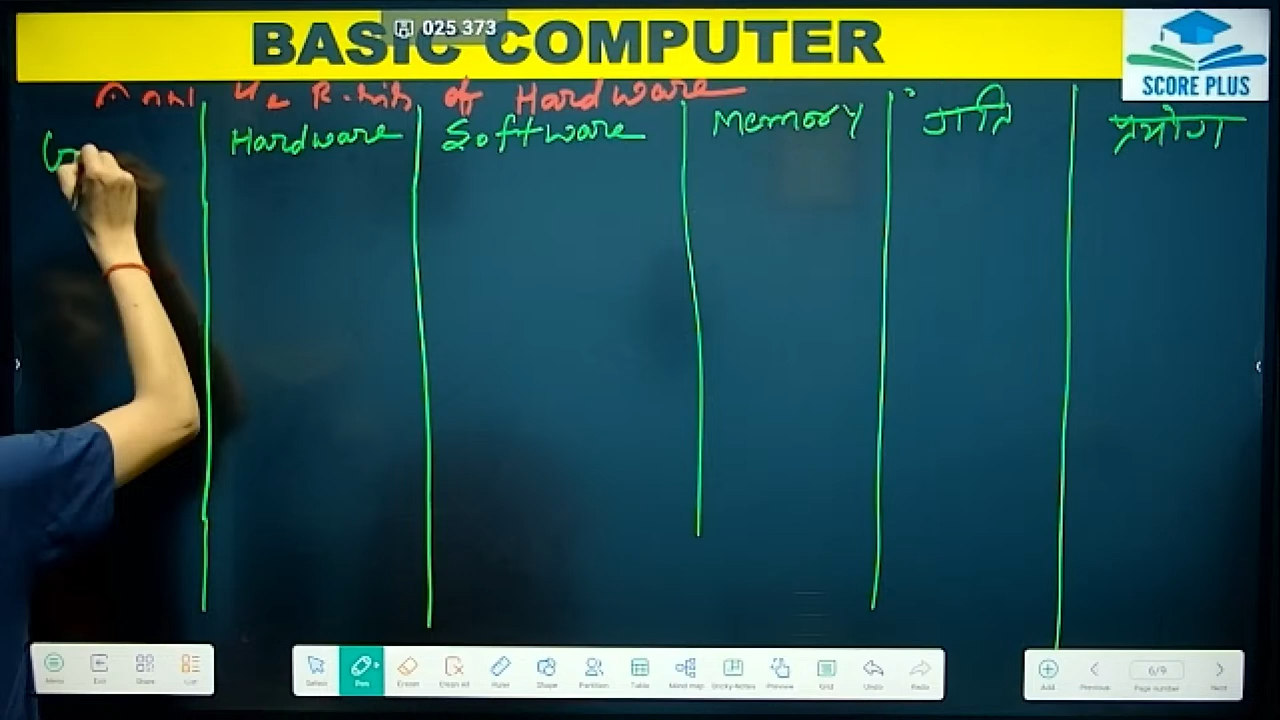 025 373
BASIC COMPUTER
SCORE PLUS
of Hardware
Hardware Software Memory गति प्रयोग
Menu Exit Share List Select Pen Eraser Clean All Ruler Shape Partition Table Mind map Sticky Notes Preview Grid Undo Redo Add Previous 6/9 Page number Next